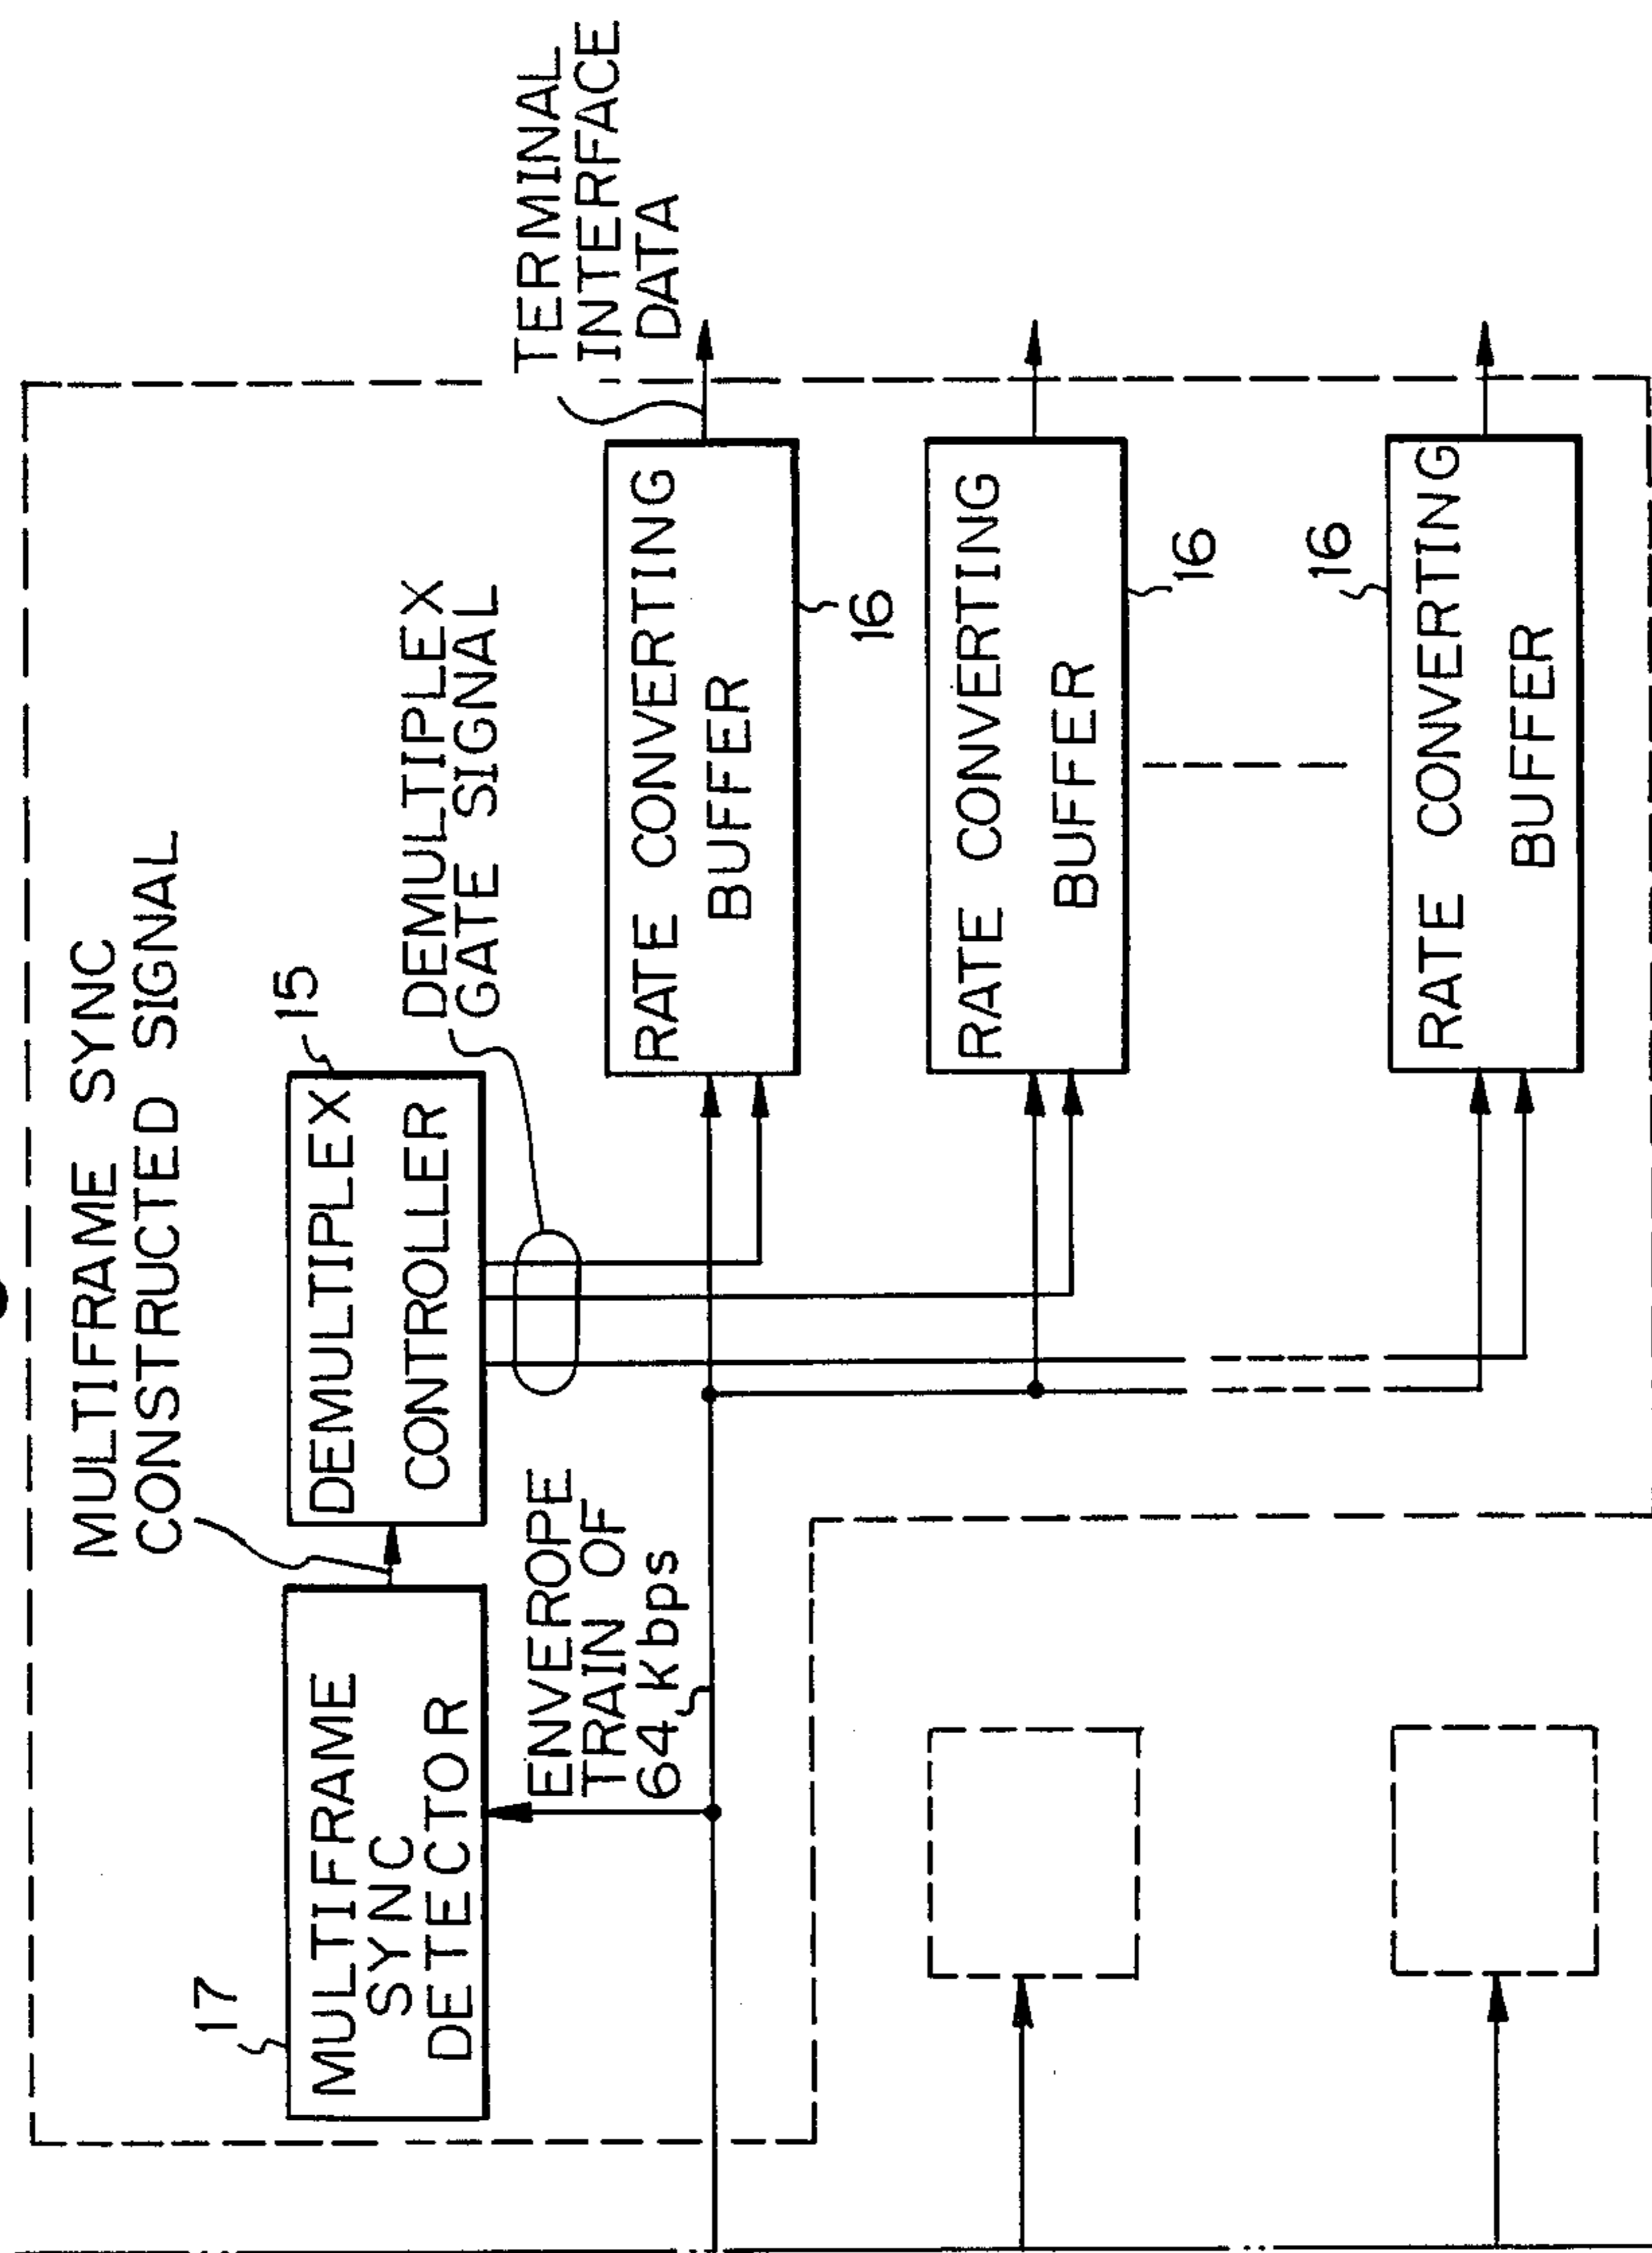 MULTIFRAME SYNC
CONSTRUCTED SIGNAL
17
MULTIFRAME
SYNC
DETECTOR
15
DEMULTIPLEX
CONTROLLER
DEMULTIPLEX
GATE SIGNAL
ENVEROPE
TRAIN OF
64 kbps
TERMINAL
INTERFACE
DATA
RATE CONVERTING
BUFFER
16
RATE CONVERTING
BUFFER
16
16
RATE CONVERTING
BUFFER